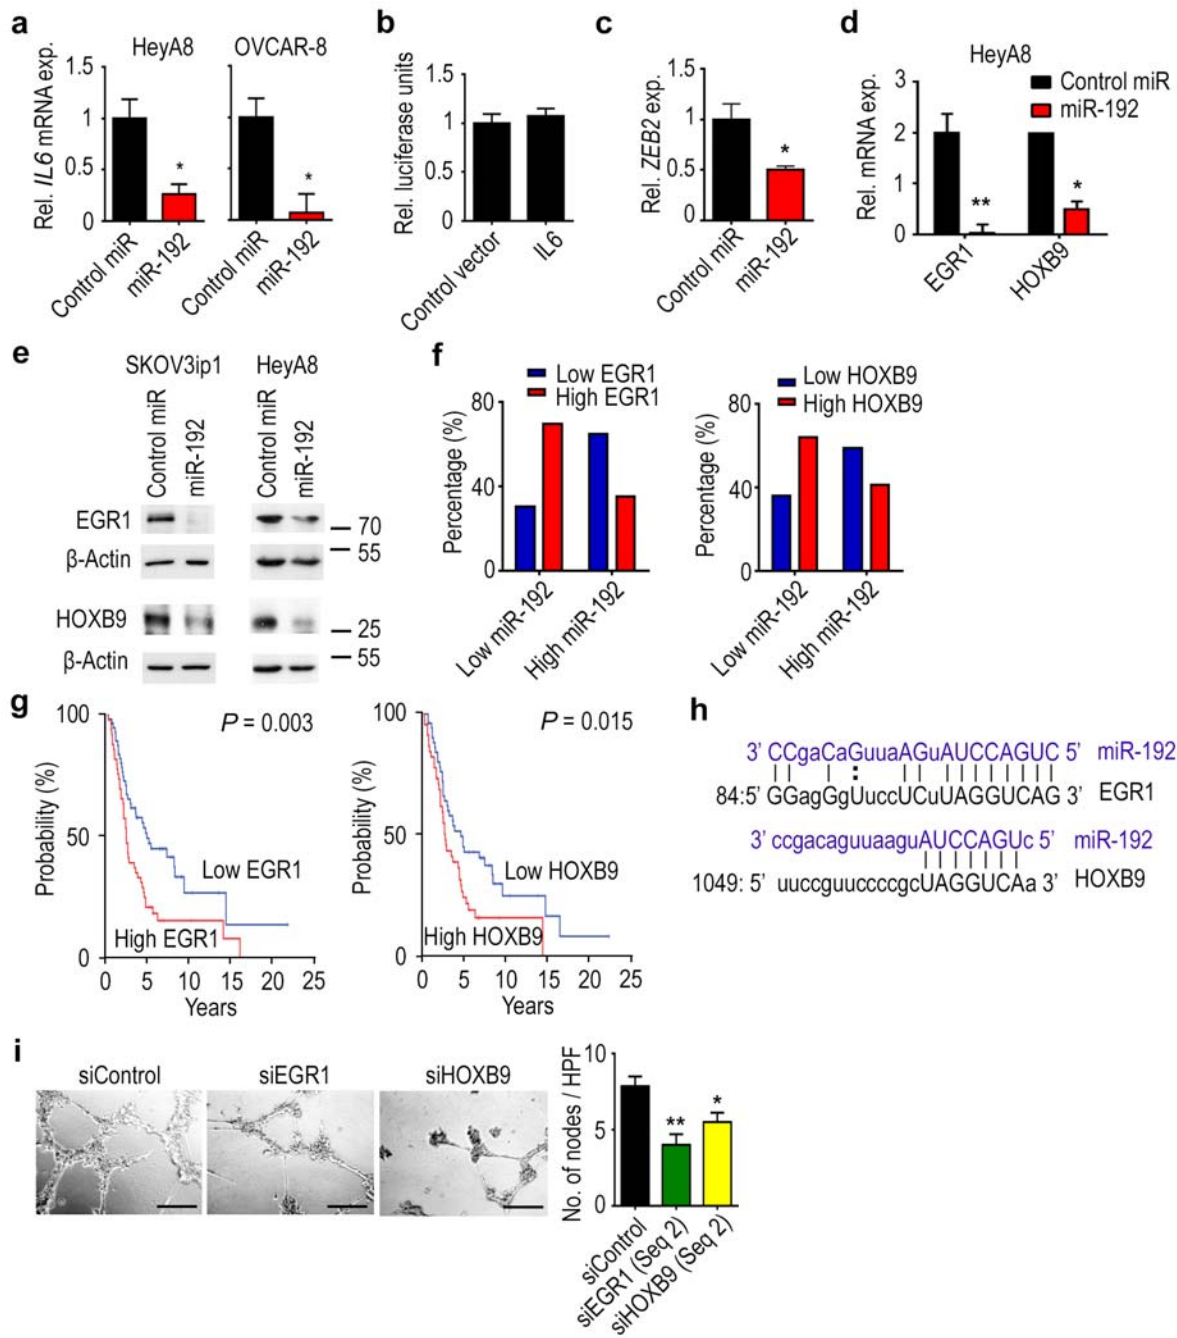 a
HeyA8
OVCAR-8
Rel. IL6 mRNA exp.
1.5
1
0.5
0
*
*
Control miR
miR-192
Control miR
miR-192
b
Rel. luciferase units
1.5
1
0.5
0
Control vector
IL6
c
Rel. ZEB2 exp.
1.5
1
0.5
0
*
Control miR
miR-192
d
HeyA8
Control miR
miR-192
Rel. mRNA exp.
3
2
1
0
**
*
EGR1
HOXB9
e
SKOV3ip1
HeyA8
Control miR
miR-192
Control miR
miR-192
EGR1
70
β-Actin
55
HOXB9
25
β-Actin
55
f
Low EGR1
High EGR1
Percentage (%)
80
40
0
Low miR-192
High miR-192
Low HOXB9
High HOXB9
Percentage (%)
80
40
0
Low miR-192
High miR-192
g
Probability (%)
100
50
0
P = 0.003
Low EGR1
High EGR1
0 5 10 15 20 25
Years
Probability (%)
100
50
0
P = 0.015
Low HOXB9
High HOXB9
0 5 10 15 20 25
Years
h
3' CCgaCaGuuaAGuAUCCAGUC 5' miR-192
84:5' GGagGgUuccUCuUAGGUCAG 3' EGR1
3' ccgacaguuaaguAUCCAGUc 5' miR-192
1049: 5' uuccguuccccgcUAGGUCAa 3' HOXB9
i
siControl
siEGR1
siHOXB9
No. of nodes / HPF
10
5
0
**
*
siControl
siEGR1 (Seq 2)
siHOXB9 (Seq 2)